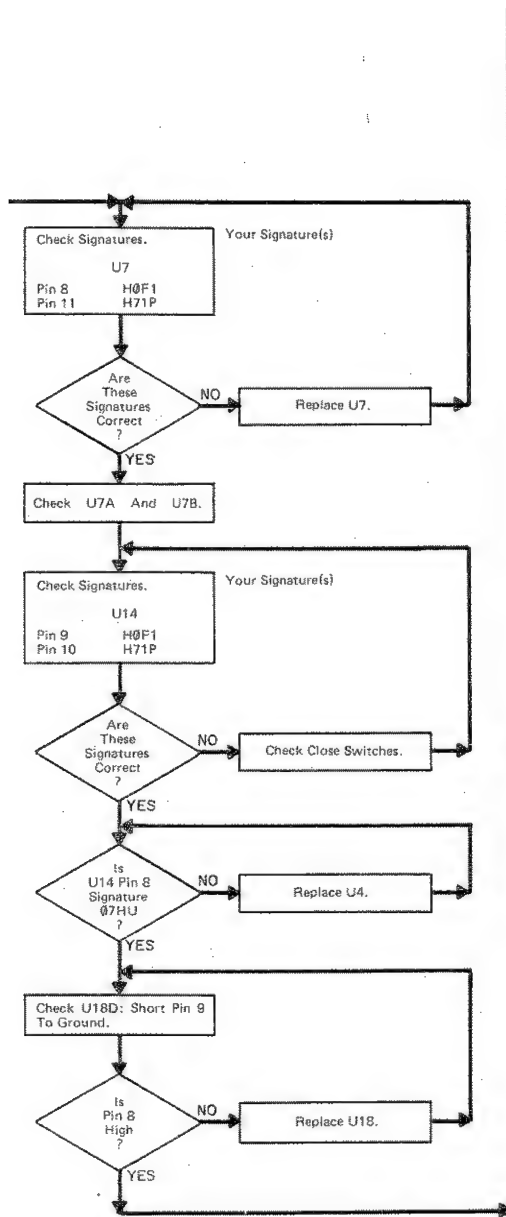 Check Signatures.
Your Signature(s)
U7
Pin 8 HØF1
Pin 11 H71P
Are
These
Signatures
Correct
?
NO
Replace U7.
YES
Check U7A And U7B.
Check Signatures.
Your Signature(s)
U14
Pin 9 HØF1
Pin 10 H71P
Are
These
Signatures
Correct
?
NO
Check Close Switches.
YES
Is
U14 Pin 8
Signature
Ø7HU
?
NO
Replace U4.
YES
Check U18D: Short Pin 9
To Ground.
Is
Pin 8
High
?
NO
Replace U18.
YES